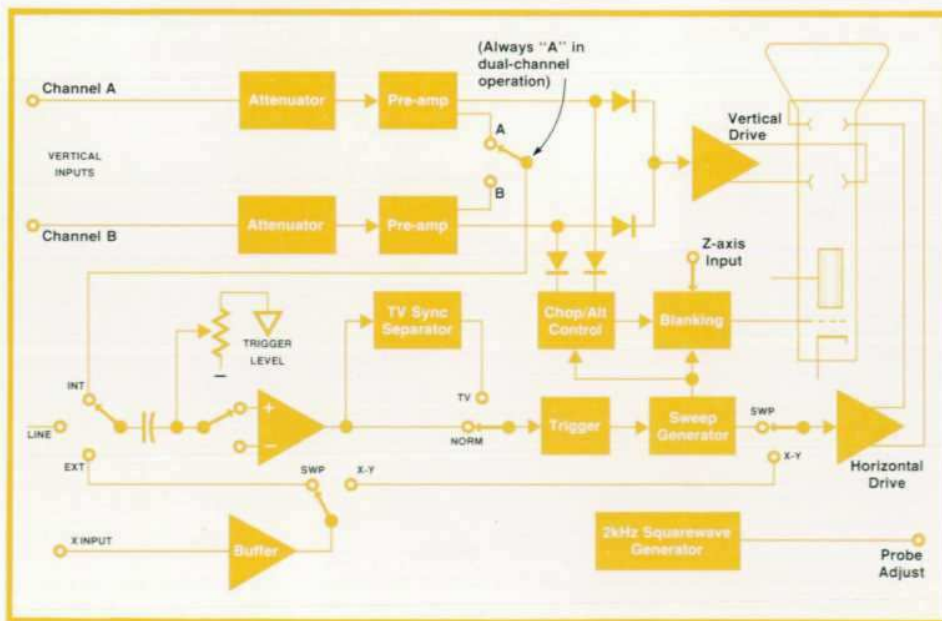 (Always "A" in
dual-channel
operation)
Channel A
Attenuator
Pre-amp
A
Vertical
Drive
VERTICAL
INPUTS
B
Channel B
Attenuator
Pre-amp
Z-axis
Input
TV Sync
Separator
Chop/Alt
Control
Blanking
TRIGGER
LEVEL
INT
+
−
TV
LINE
NORM
Trigger
Sweep
Generator
SWP
EXT
SWP
X-Y
X-Y
Horizontal
Drive
X INPUT
Buffer
2kHz Squarewave
Generator
Probe
Adjust